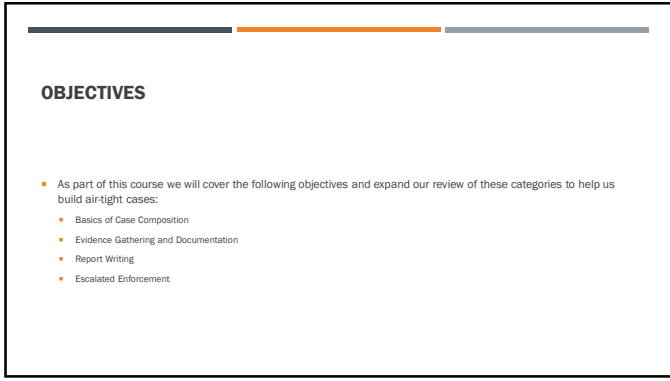 OBJECTIVES
As part of this course we will cover the following objectives and expand our review of these categories to help us
build air-tight cases:
Basics of Case Composition
Evidence Gathering and Documentation
Report Writing
Escalated Enforcement